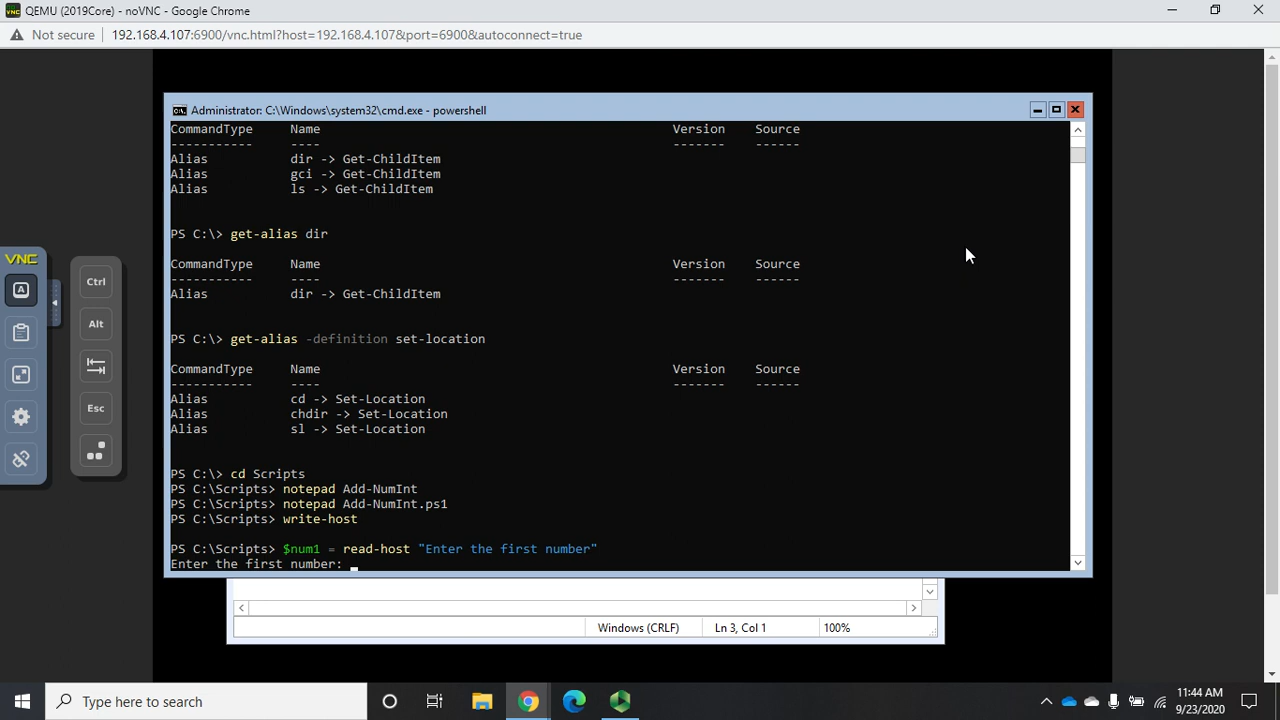 QEMU (2019Core) - noVNC - Google Chrome
Not secure 192.168.4.107:6900/vnc.html?host=192.168.4.107&port=6900&autoconnect=true
Administrator: C:\Windows\system32\cmd.exe - powershell
CommandType Name Version Source
----------- ---- ------- ------
Alias dir -> Get-ChildItem
Alias gci -> Get-ChildItem
Alias ls -> Get-ChildItem
PS C:\> get-alias dir
CommandType Name Version Source
----------- ---- ------- ------
Alias dir -> Get-ChildItem
PS C:\> get-alias -definition set-location
CommandType Name Version Source
----------- ---- ------- ------
Alias cd -> Set-Location
Alias chdir -> Set-Location
Alias sl -> Set-Location
PS C:\> cd Scripts
PS C:\Scripts> notepad Add-NumInt
PS C:\Scripts> notepad Add-NumInt.ps1
PS C:\Scripts> write-host
PS C:\Scripts> $num1 = read-host "Enter the first number"
Enter the first number:
VNC
A
Ctrl
Alt
Esc
Windows (CRLF) Ln 3, Col 1 100%
Type here to search
11:44 AM
9/23/2020